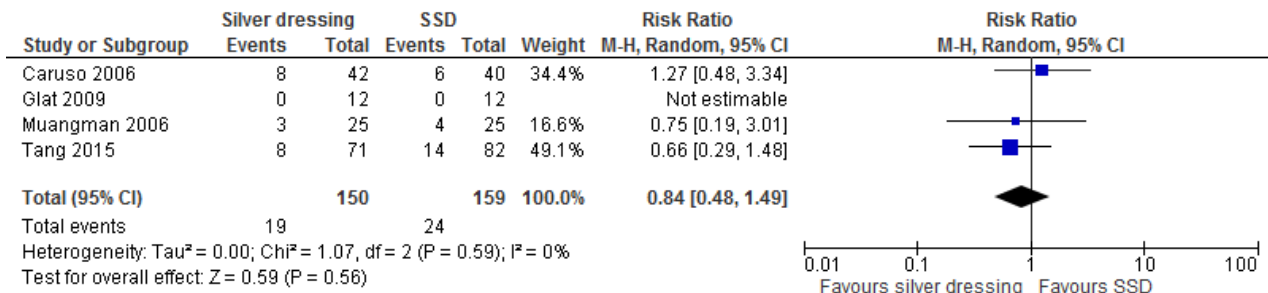 Silver dressing SSD Risk Ratio Risk Ratio
Study or Subgroup Events Total Events Total Weight M-H, Random, 95% CI M-H, Random, 95% CI
Caruso 2006 8 42 6 40 34.4% 1.27 [0.48, 3.34]
Glat 2009 0 12 0 12 Not estimable
Muangman 2006 3 25 4 25 16.6% 0.75 [0.19, 3.01]
Tang 2015 8 71 14 82 49.1% 0.66 [0.29, 1.48]
Total (95% CI) 150 159 100.0% 0.84 [0.48, 1.49]
Total events 19 24
Heterogeneity: Tau² = 0.00; Chi² = 1.07, df = 2 (P = 0.59); I² = 0%
Test for overall effect: Z = 0.59 (P = 0.56)
0.01 0.1 1 10 100
Favours silver dressing Favours SSD